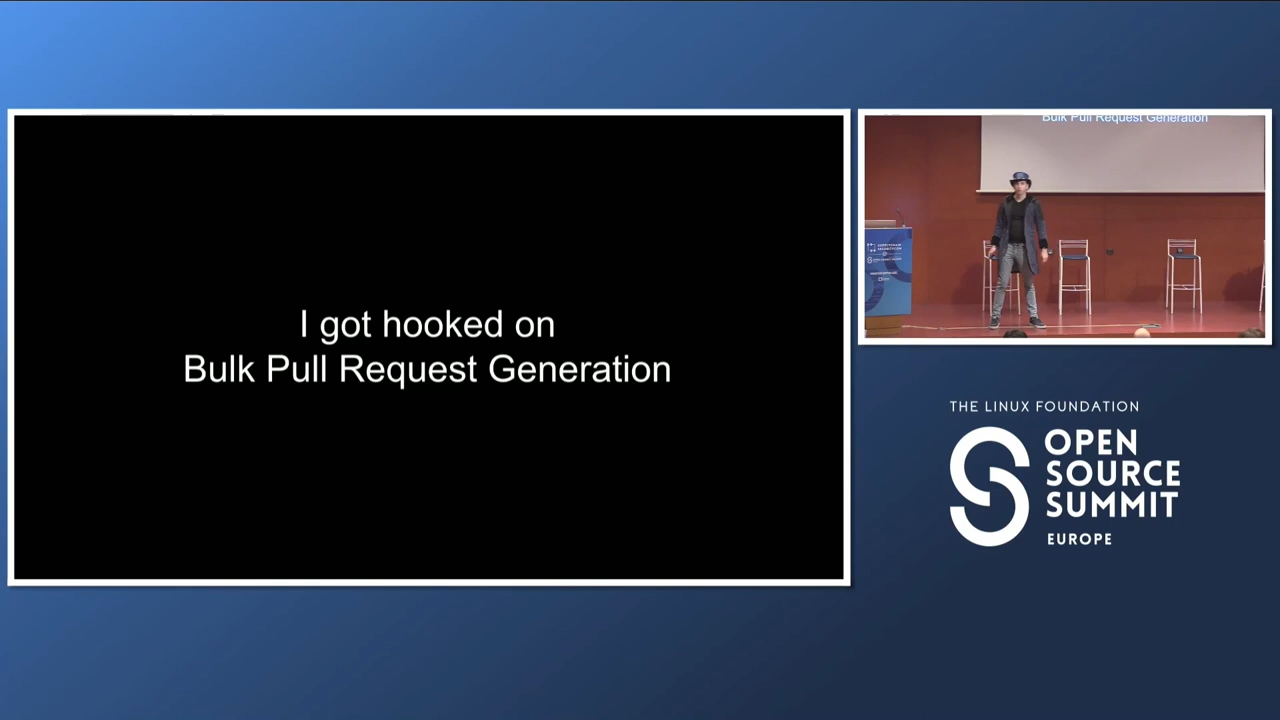 I got hooked on
Bulk Pull Request Generation
Bulk Pull Request Generation
THE LINUX FOUNDATION
OPEN
SOURCE
SUMMIT
EUROPE